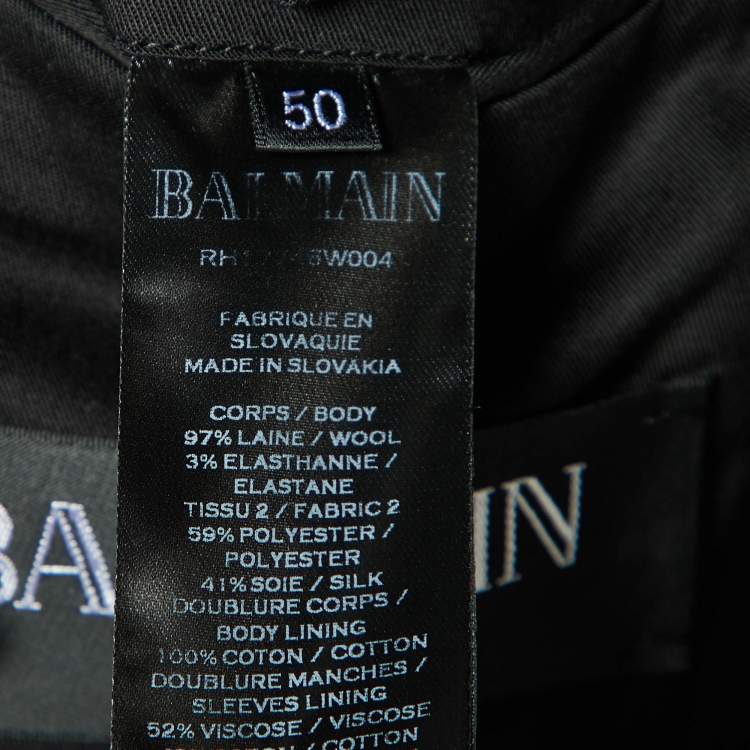 50
BALMAIN
FABRIQUE EN
SLOVAQUIE
MADE IN SLOVAKIA
CORPS / BODY
97% LAINE / WOOL
3% ELASTHANNE /
ELASTANE
TISSU 2 / FABRIC 2
59% POLYESTER /
POLYESTER
41% SOIE / SILK
DOUBLURE CORPS /
BODY LINING
100% COTON / COTTON
DOUBLURE MANCHES /
SLEEVES LINING
52% VISCOSE / VISCOSE
COTON / COTTON
BA IN